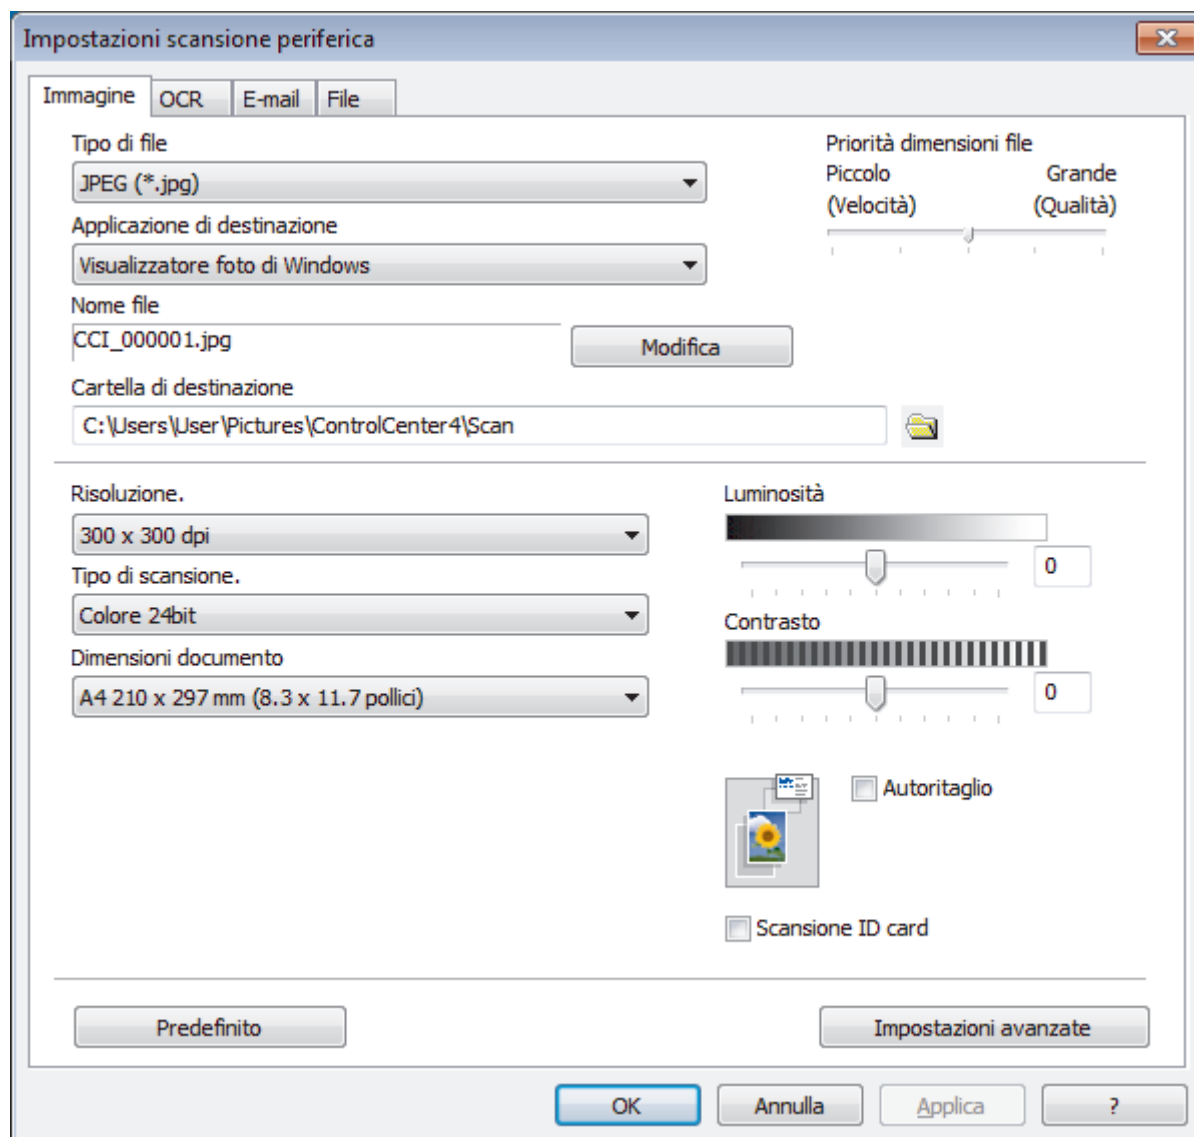 Impostazioni scansione periferica
Immagine OCR E-mail File
Tipo di file
JPEG (*.jpg)
Applicazione di destinazione
Visualizzatore foto di Windows
Nome file
CCI_000001.jpg
Modifica
Cartella di destinazione
C:\Users\User\Pictures\ControlCenter4\Scan
Priorità dimensioni file
Piccolo Grande
(Velocità) (Qualità)
Risoluzione.
300 x 300 dpi
Tipo di scansione.
Colore 24bit
Dimensioni documento
A4 210 x 297 mm (8.3 x 11.7 pollici)
Luminosità
0
Contrasto
0
Autoritaglio
Scansione ID card
Predefinito Impostazioni avanzate
OK Annulla Applica ?